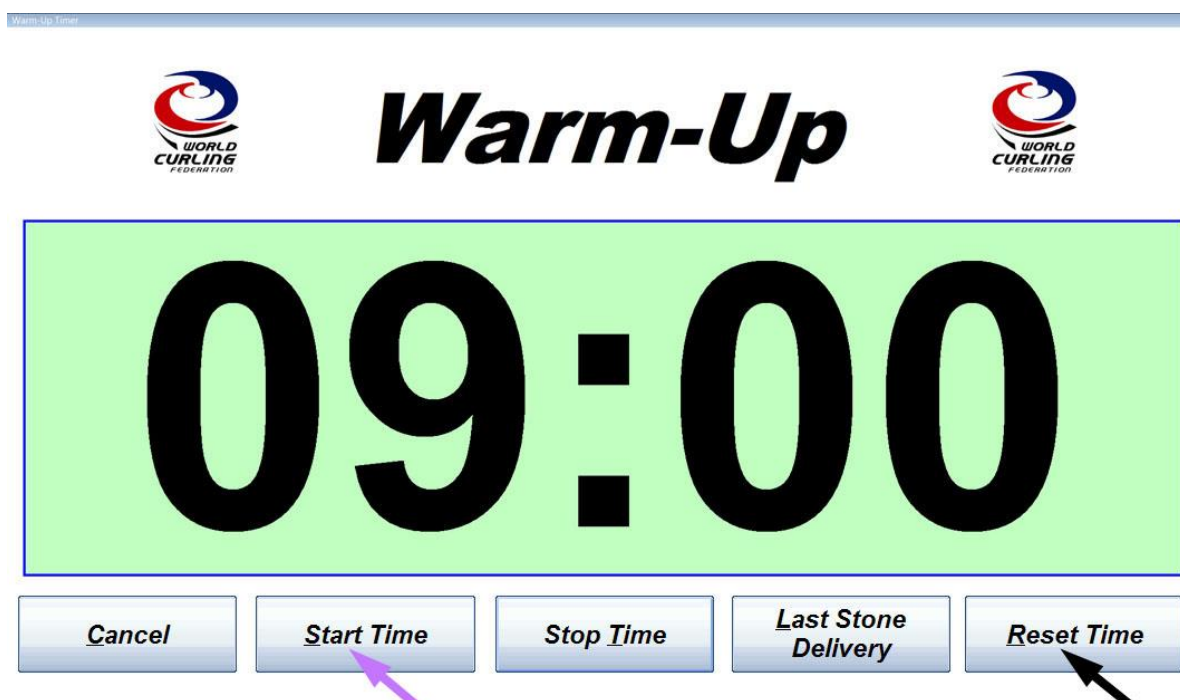 Warm-Up Timer
WORLD
CURLING
FEDERATION
Warm-Up
WORLD
CURLING
FEDERATION
09:00
Cancel
Start Time
Stop Time
Last Stone
Delivery
Reset Time